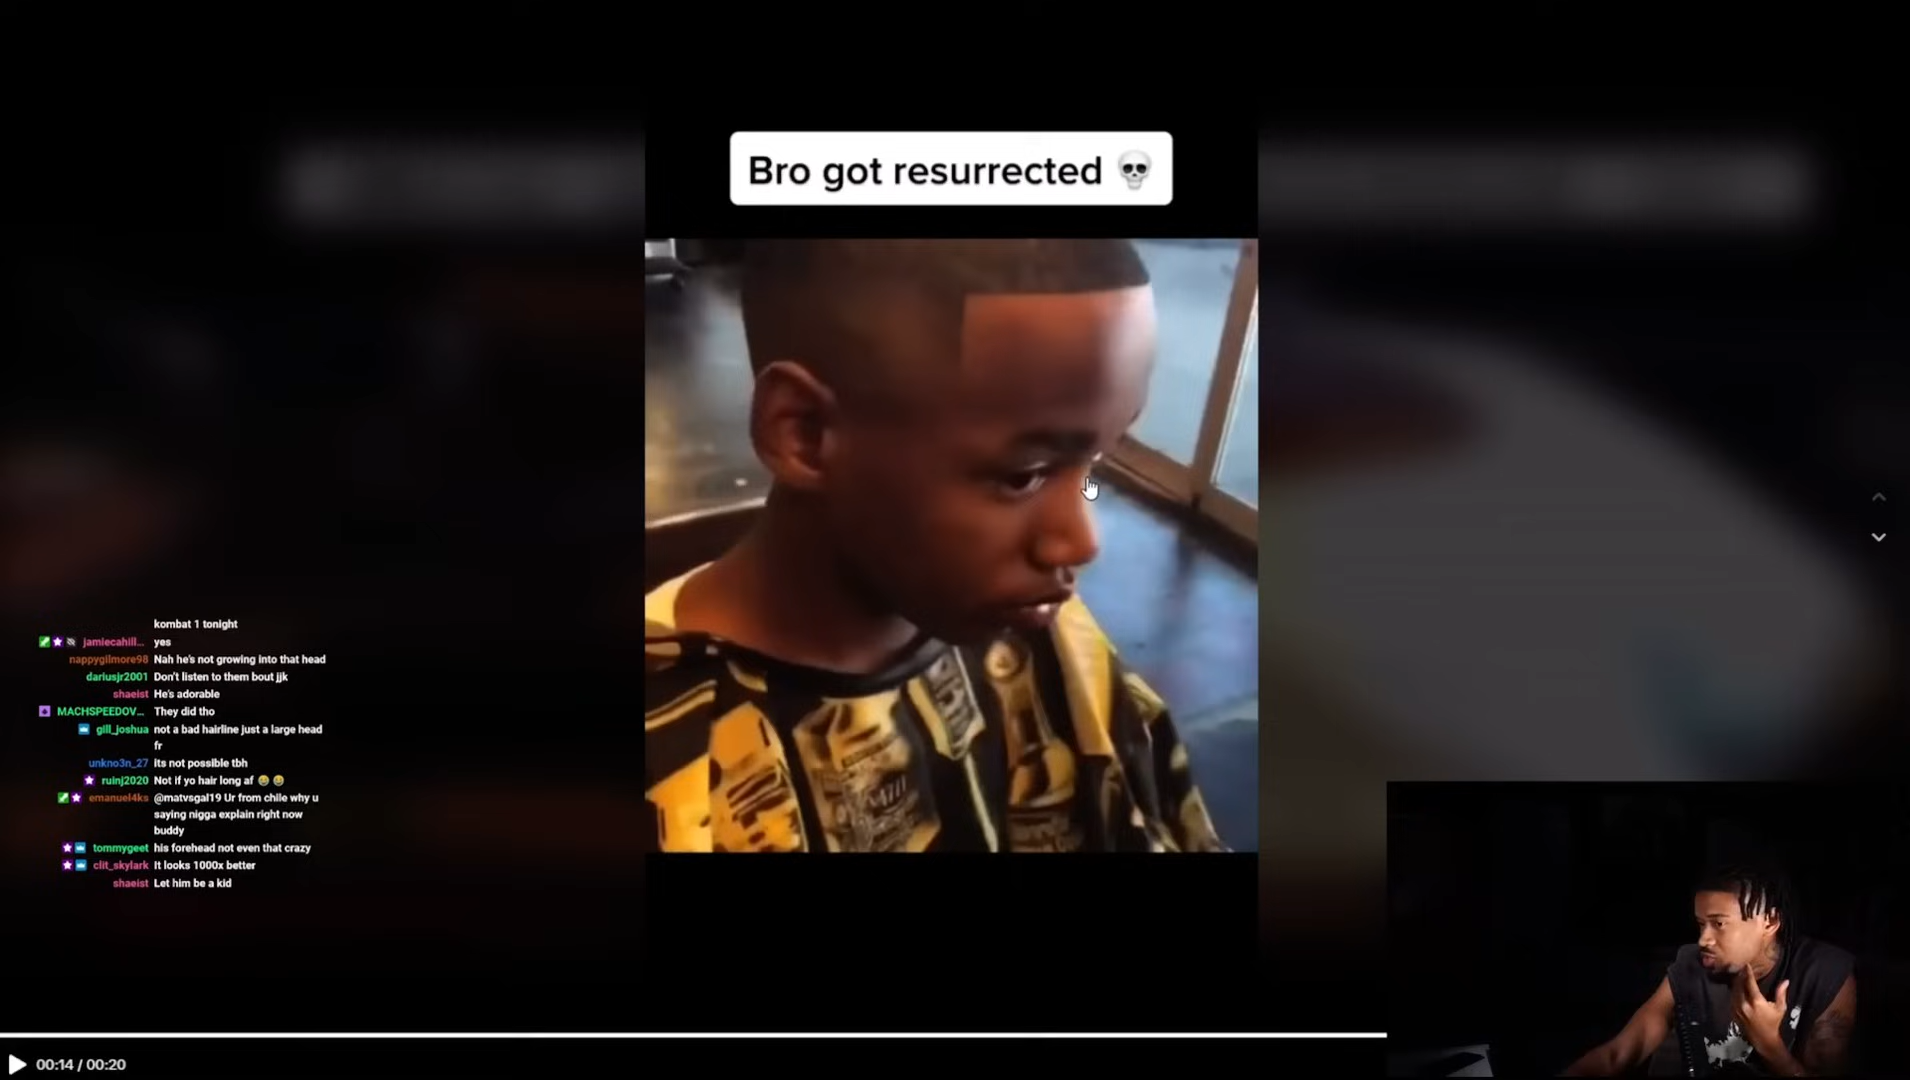 Bro got resurrected 💀
kombat 1 tonight
jamiecahill... yes
nappygilmore98 Nah he's not growing into that head
dariusjr2001 Don't listen to them bout jjk
shaeist He's adorable
MACHSPEEDOV... They did tho
gill_joshua not a bad hairline just a large head
fr
unkno3n_27 its not possible tbh
ruinj2020 Not if yo hair long af 😂 😂
emanuel4ks @matvsgal19 Ur from chile why u
saying nigga explain right now
buddy
tommygeet his forehead not even that crazy
clit_skylark It looks 1000x better
shaeist Let him be a kid
00:14 / 00:20